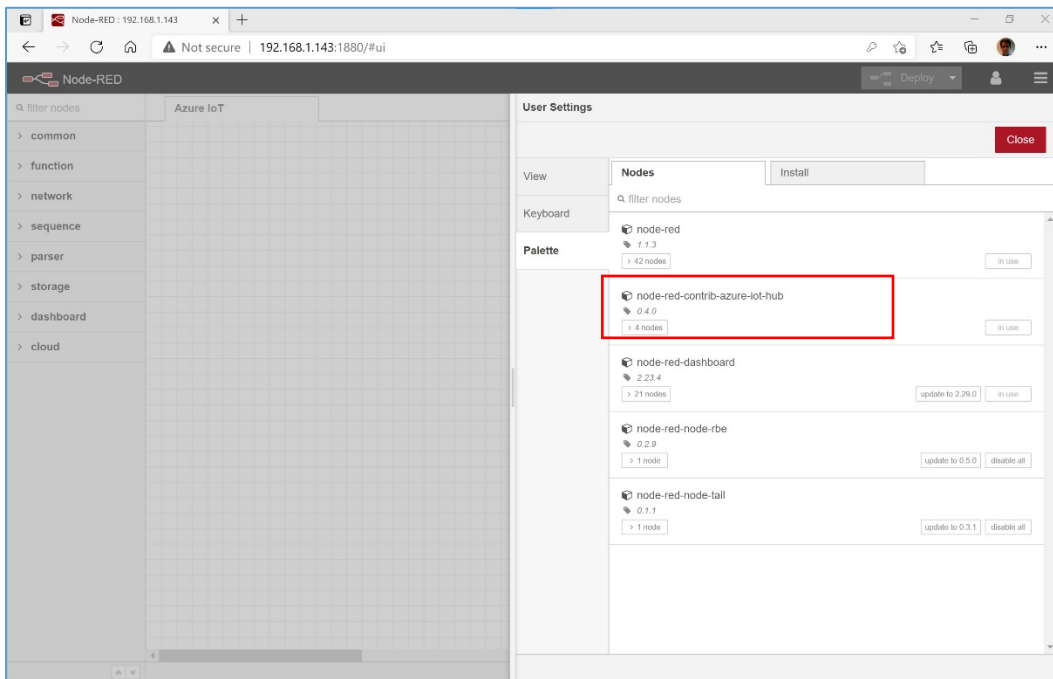 Node-RED : 192.168.1.143
Not secure | 192.168.1.143:1880/#ui
Node-RED
Deploy
filter nodes
Azure IoT
User Settings
common
Close
function
View
Nodes
Install
network
filter nodes
Keyboard
sequence
node-red
1.1.3
parser
Palette
> 42 nodes
in use
storage
node-red-contrib-azure-iot-hub
0.4.0
dashboard
> 4 nodes
in use
cloud
node-red-dashboard
2.23.4
> 21 nodes
update to 2.29.0
in use
node-red-node-rbe
0.2.9
> 1 node
update to 0.5.0
disable all
node-red-node-tail
0.1.1
> 1 node
update to 0.3.1
disable all